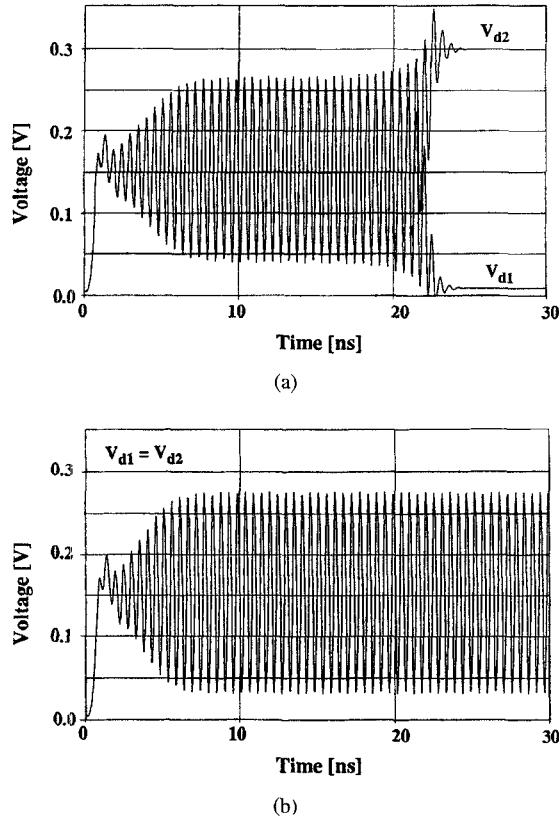 0.3
0.2
0.1
0.0
Voltage [V]
V_d2
V_d1
0
10
20
30
Time [ns]
(a)
V_d1 = V_d2
0.3
0.2
0.1
0.0
Voltage [V]
0
10
20
30
Time [ns]
(b)